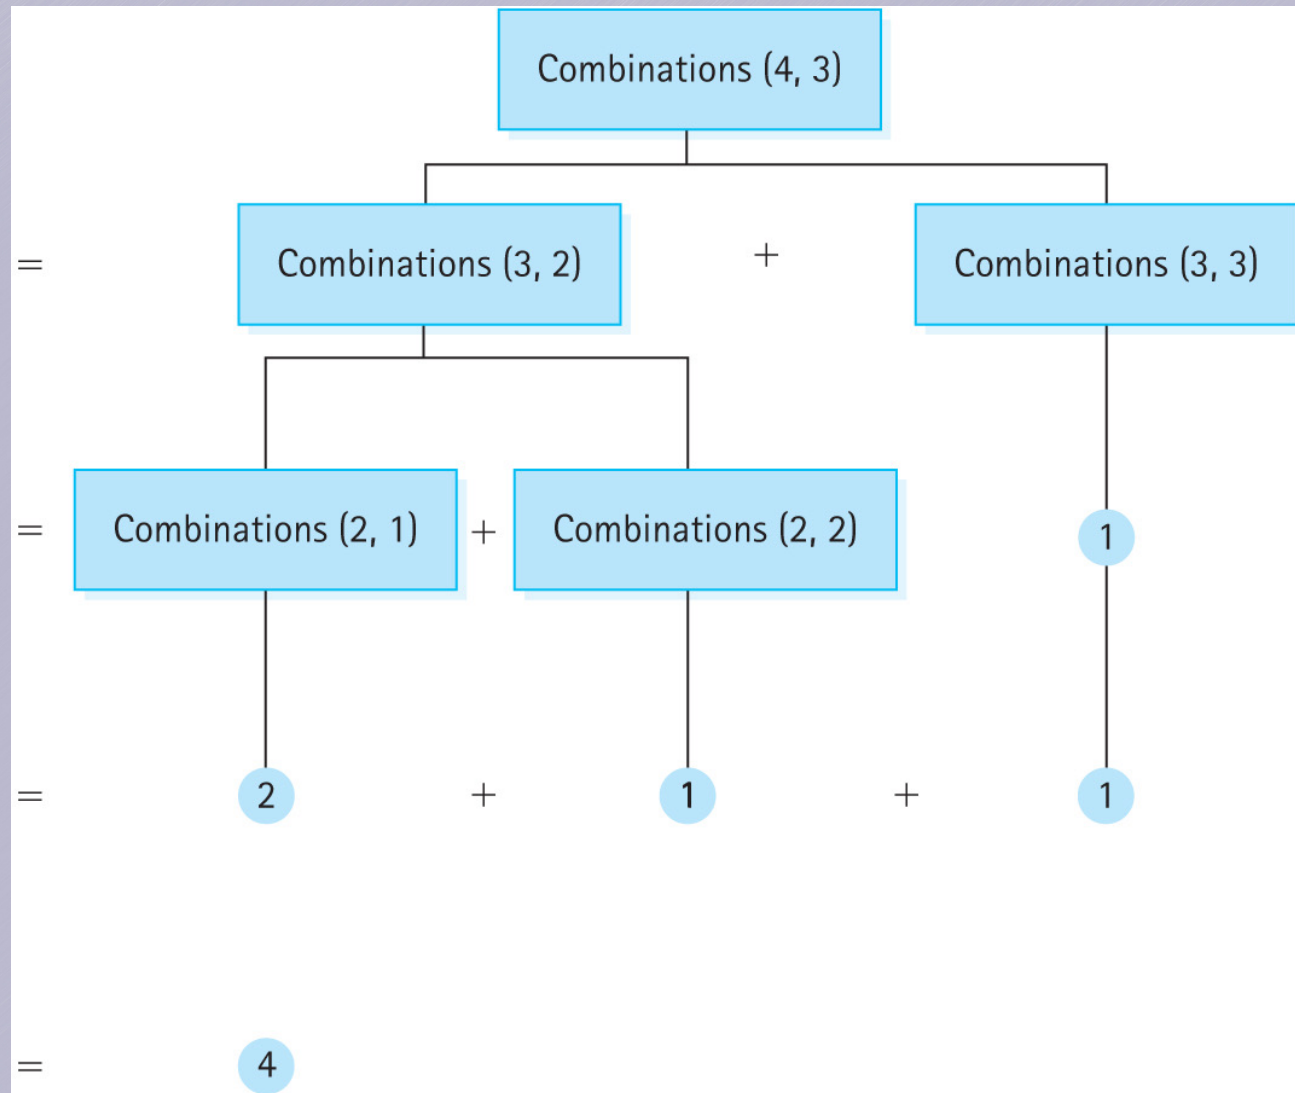 Combinations (4, 3)
= Combinations (3, 2) + Combinations (3, 3)
= Combinations (2, 1) + Combinations (2, 2) 1
= 2 + 1 + 1
= 4